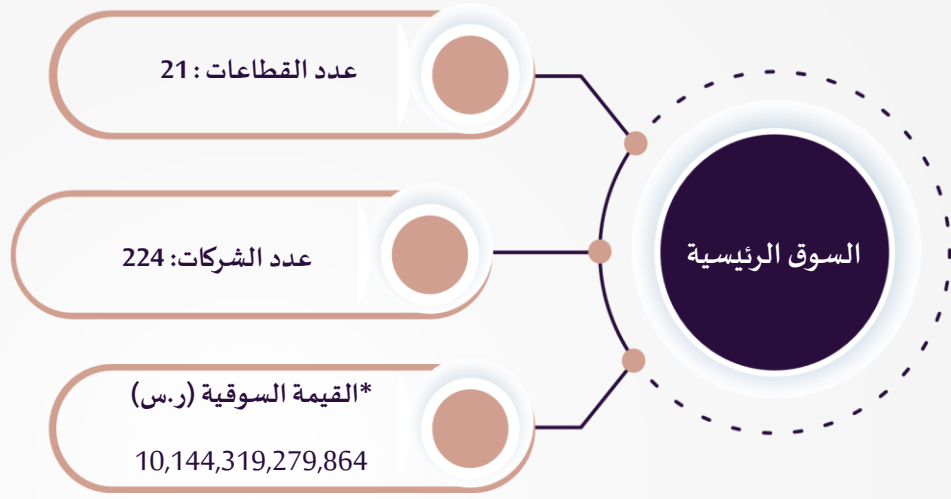 السوق الرئيسية
عدد القطاعات : 21
عدد الشركات: 224
*القيمة السوقية (ر.س)
10,144,319,279,864